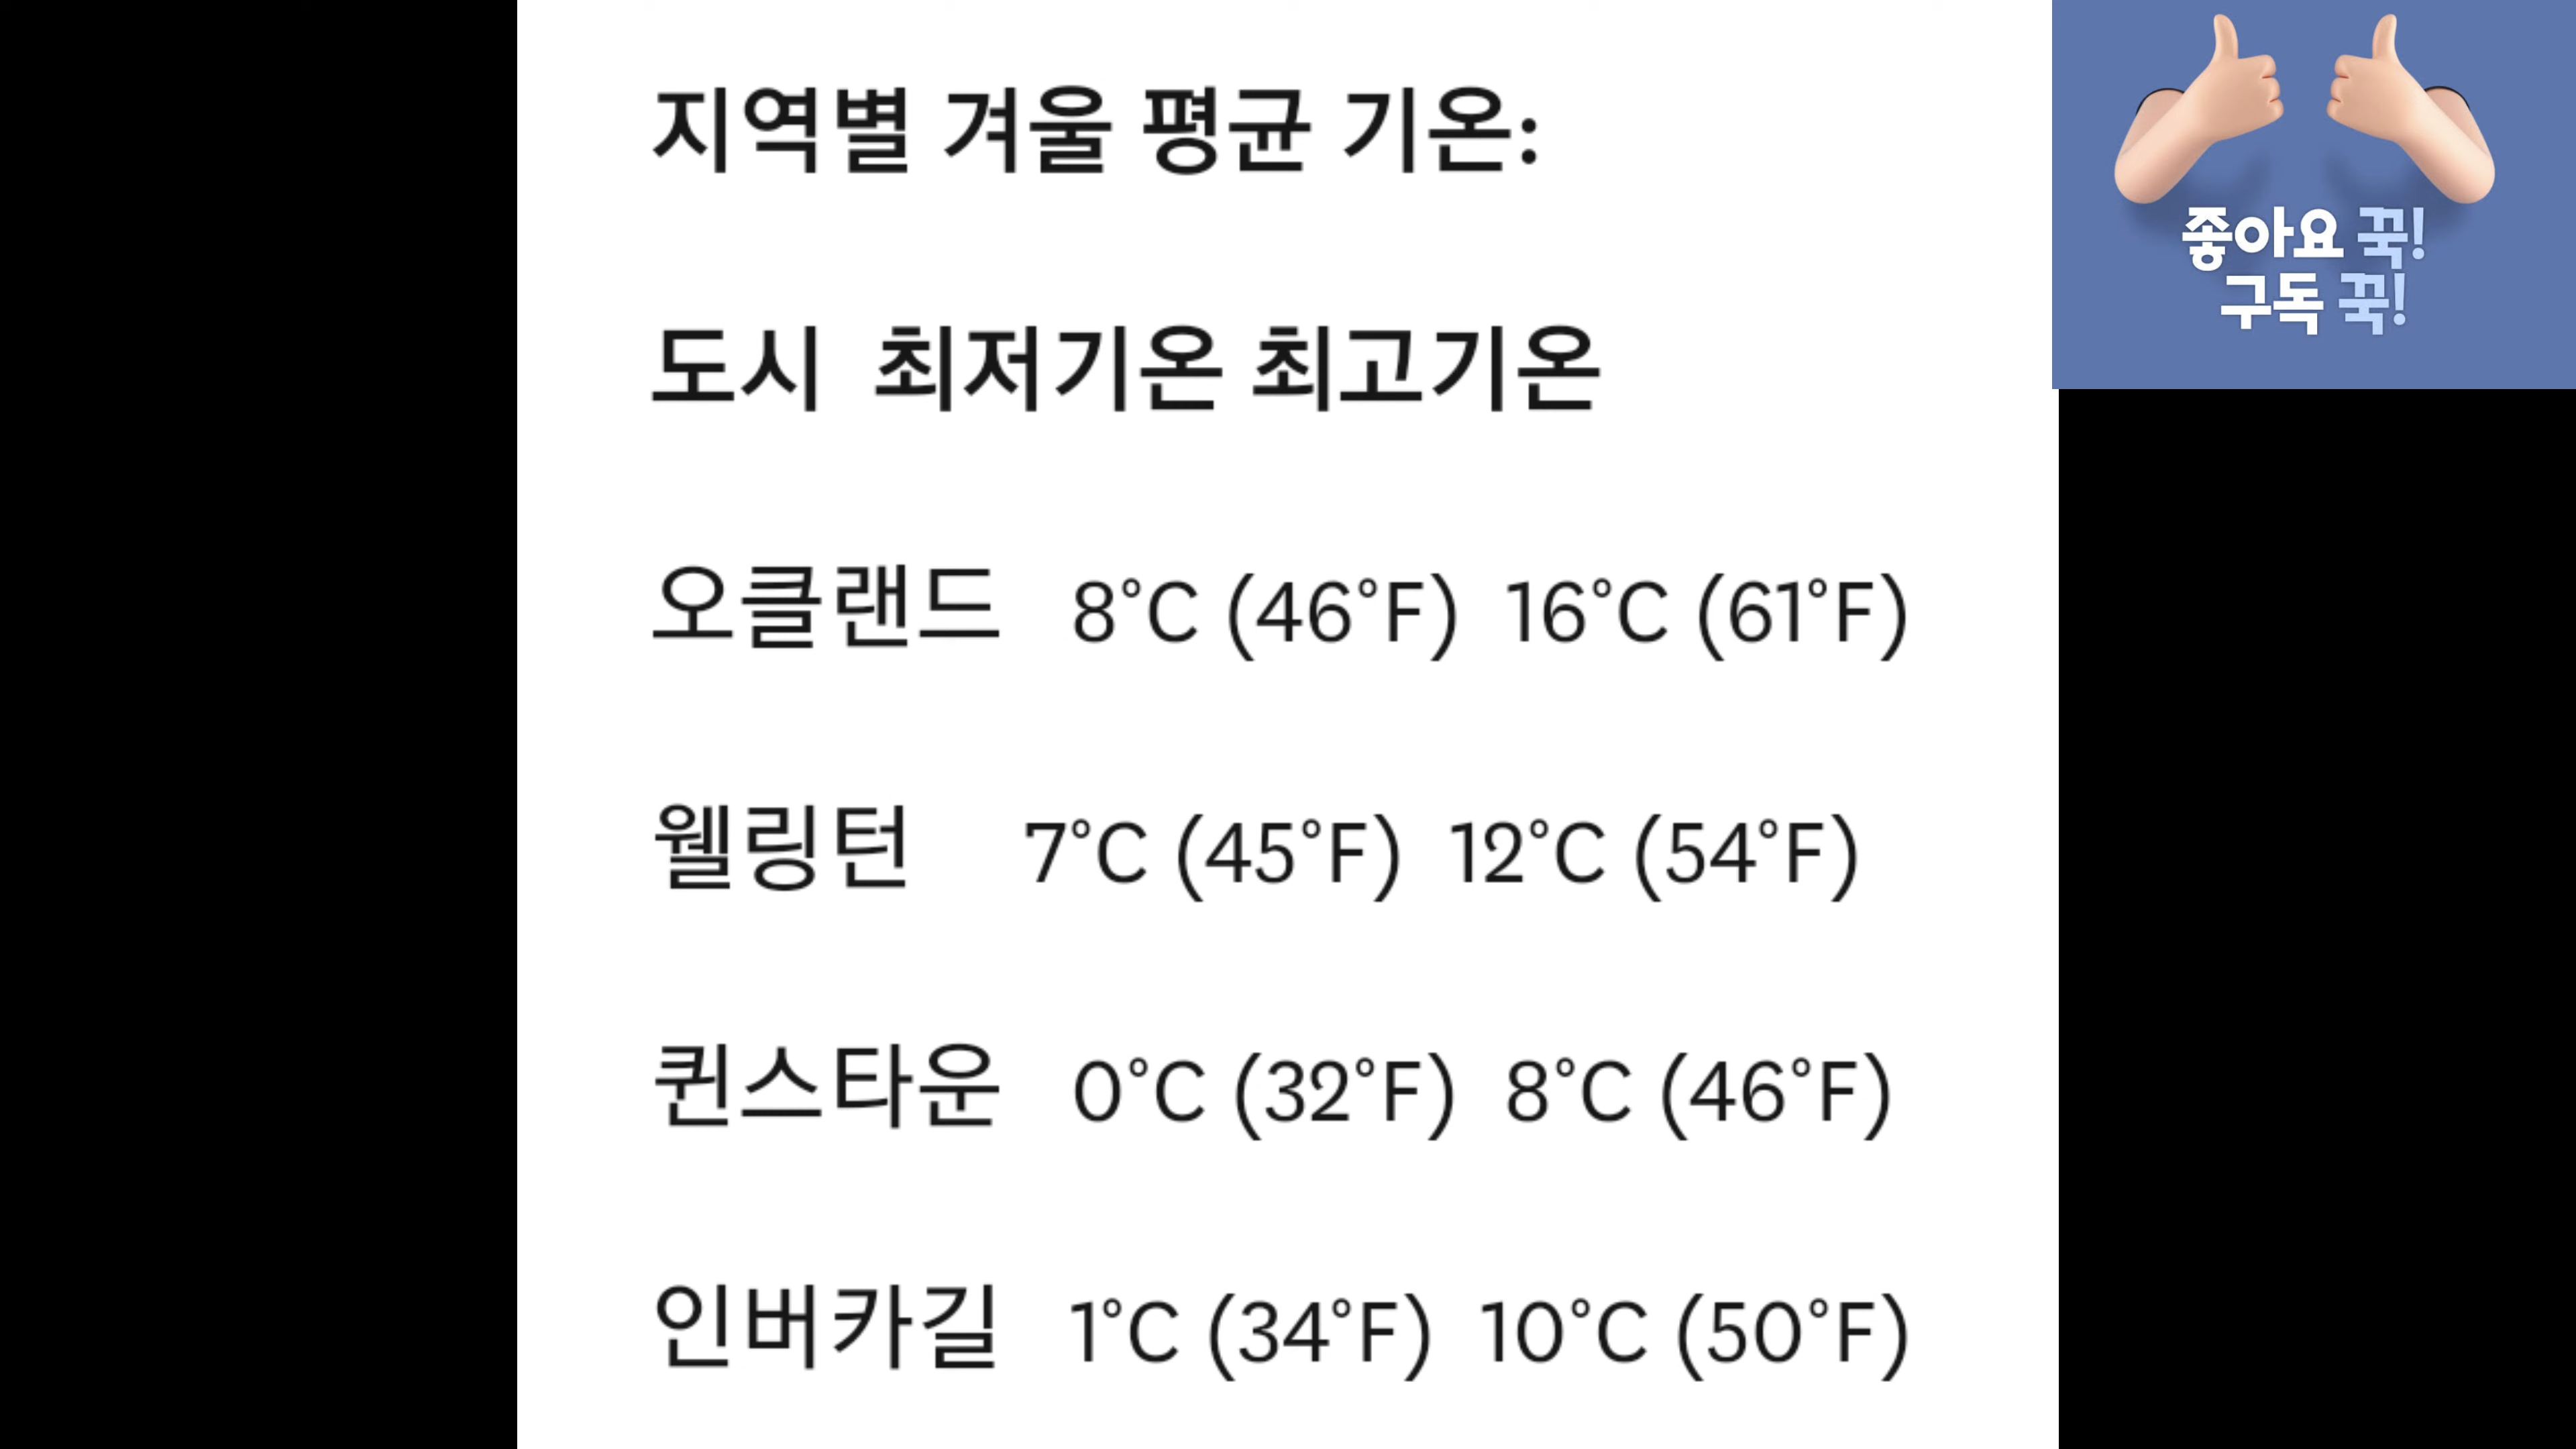 지역별 겨울 평균 기온:
도시 최저기온 최고기온
오클랜드 8°C (46°F) 16°C (61°F)
웰링턴 7°C (45°F) 12°C (54°F)
퀸스타운 0°C (32°F) 8°C (46°F)
인버카길 1°C (34°F) 10°C (50°F)
좋아요 꾹!
구독 꾹!